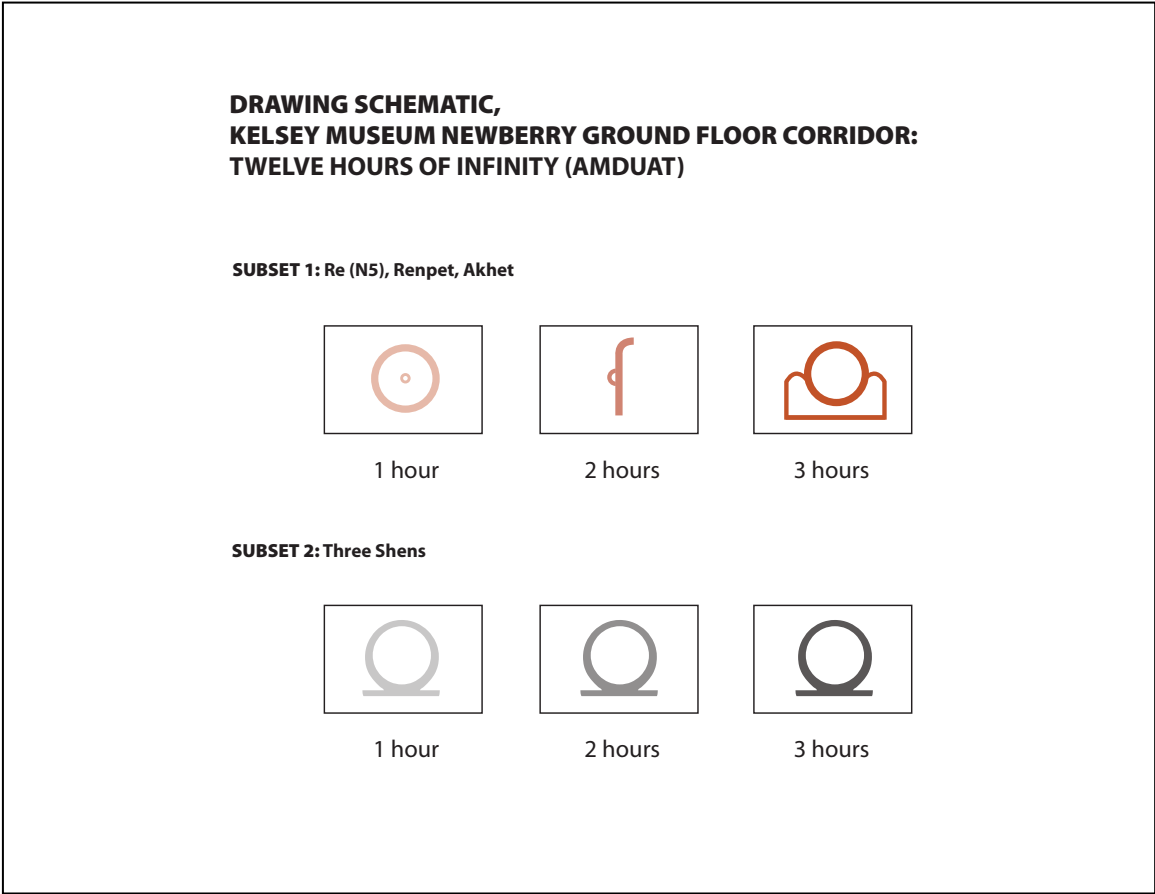 DRAWING SCHEMATIC,
KELSEY MUSEUM NEWBERRY GROUND FLOOR CORRIDOR:
TWELVE HOURS OF INFINITY (AMDUAT)
SUBSET 1: Re (N5), Renpet, Akhet
1 hour
2 hours
3 hours
SUBSET 2: Three Shens
1 hour
2 hours
3 hours